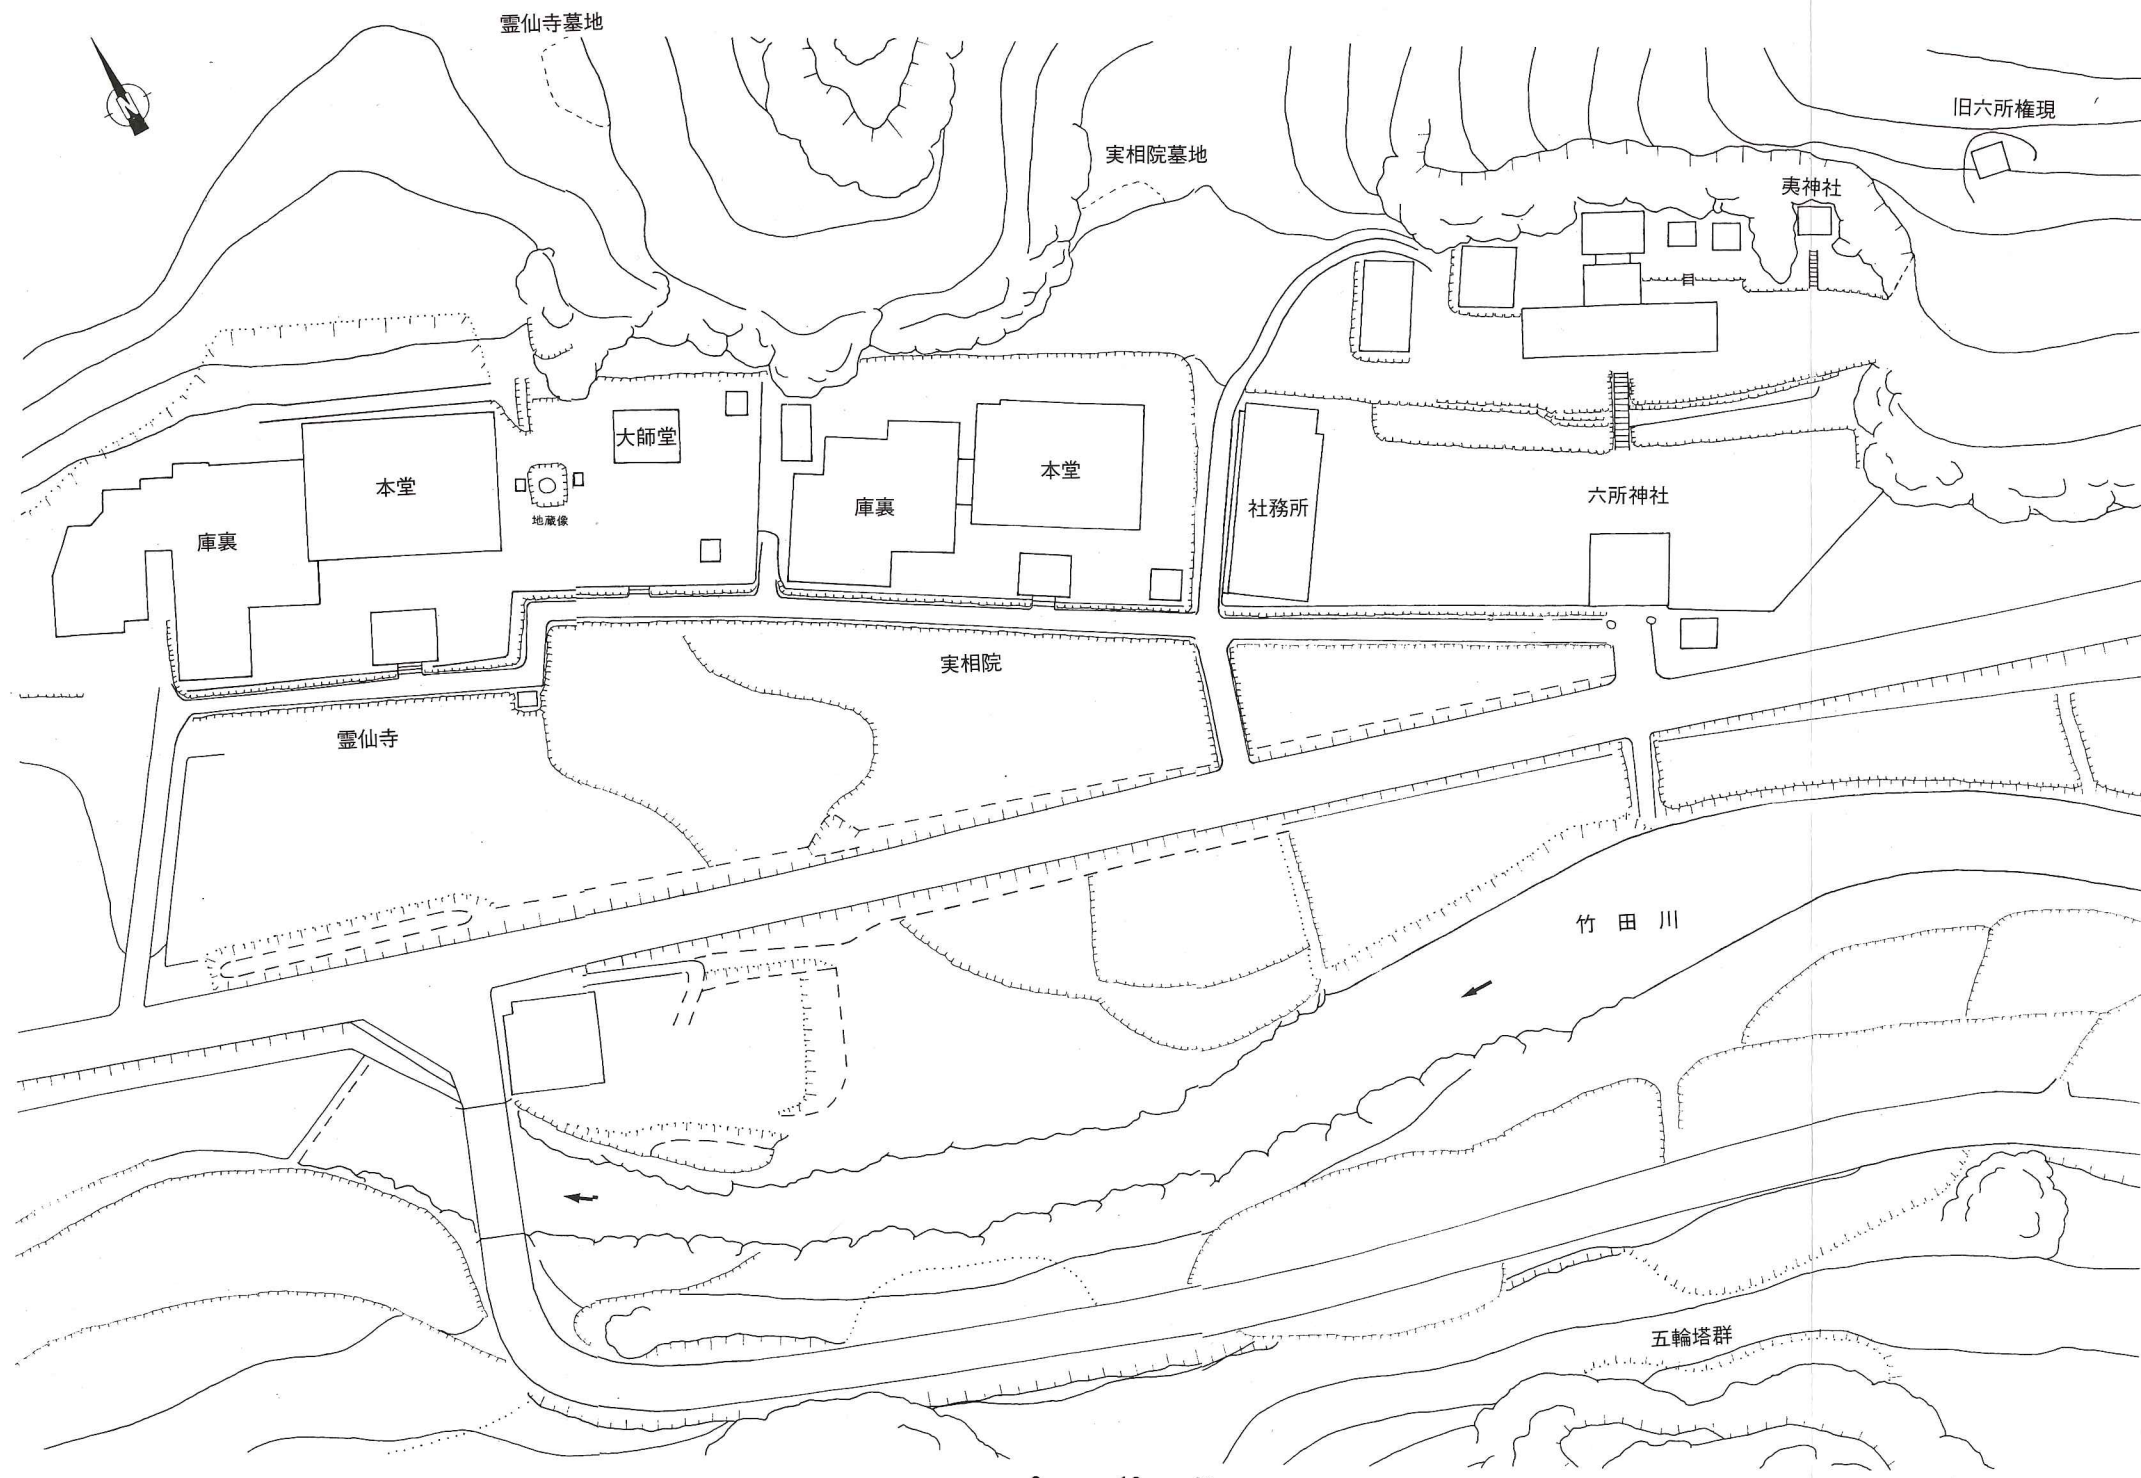 霊仙寺墓地
旧六所権現
実相院墓地
夷神社
N
大師堂
本堂
地蔵像
庫裏
本堂
庫裏
社務所
六所神社
実相院
霊仙寺
竹田川
五輪塔群